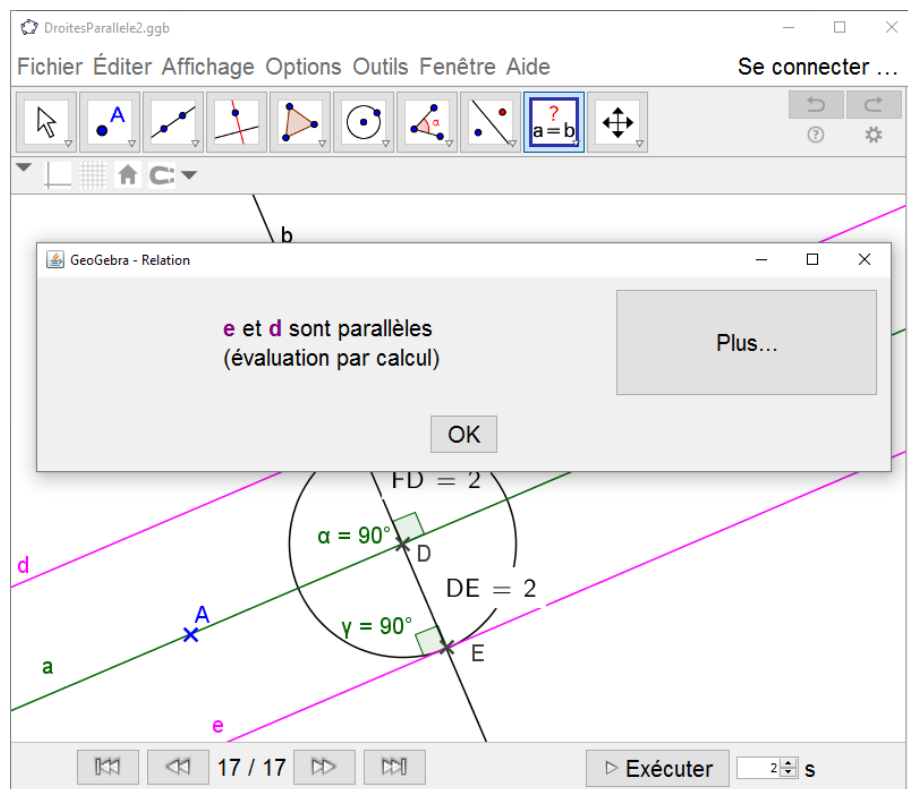 DroitesParallele2.ggb
Fichier Éditer Affichage Options Outils Fenêtre Aide Se connecter ...
A α ? a=b
b
GeoGebra - Relation
e et d sont parallèles
(évaluation par calcul)
Plus...
OK
FD = 2
α = 90°
D
d
DE = 2
A
γ = 90°
E
a
e
17 / 17 Exécuter 2 s